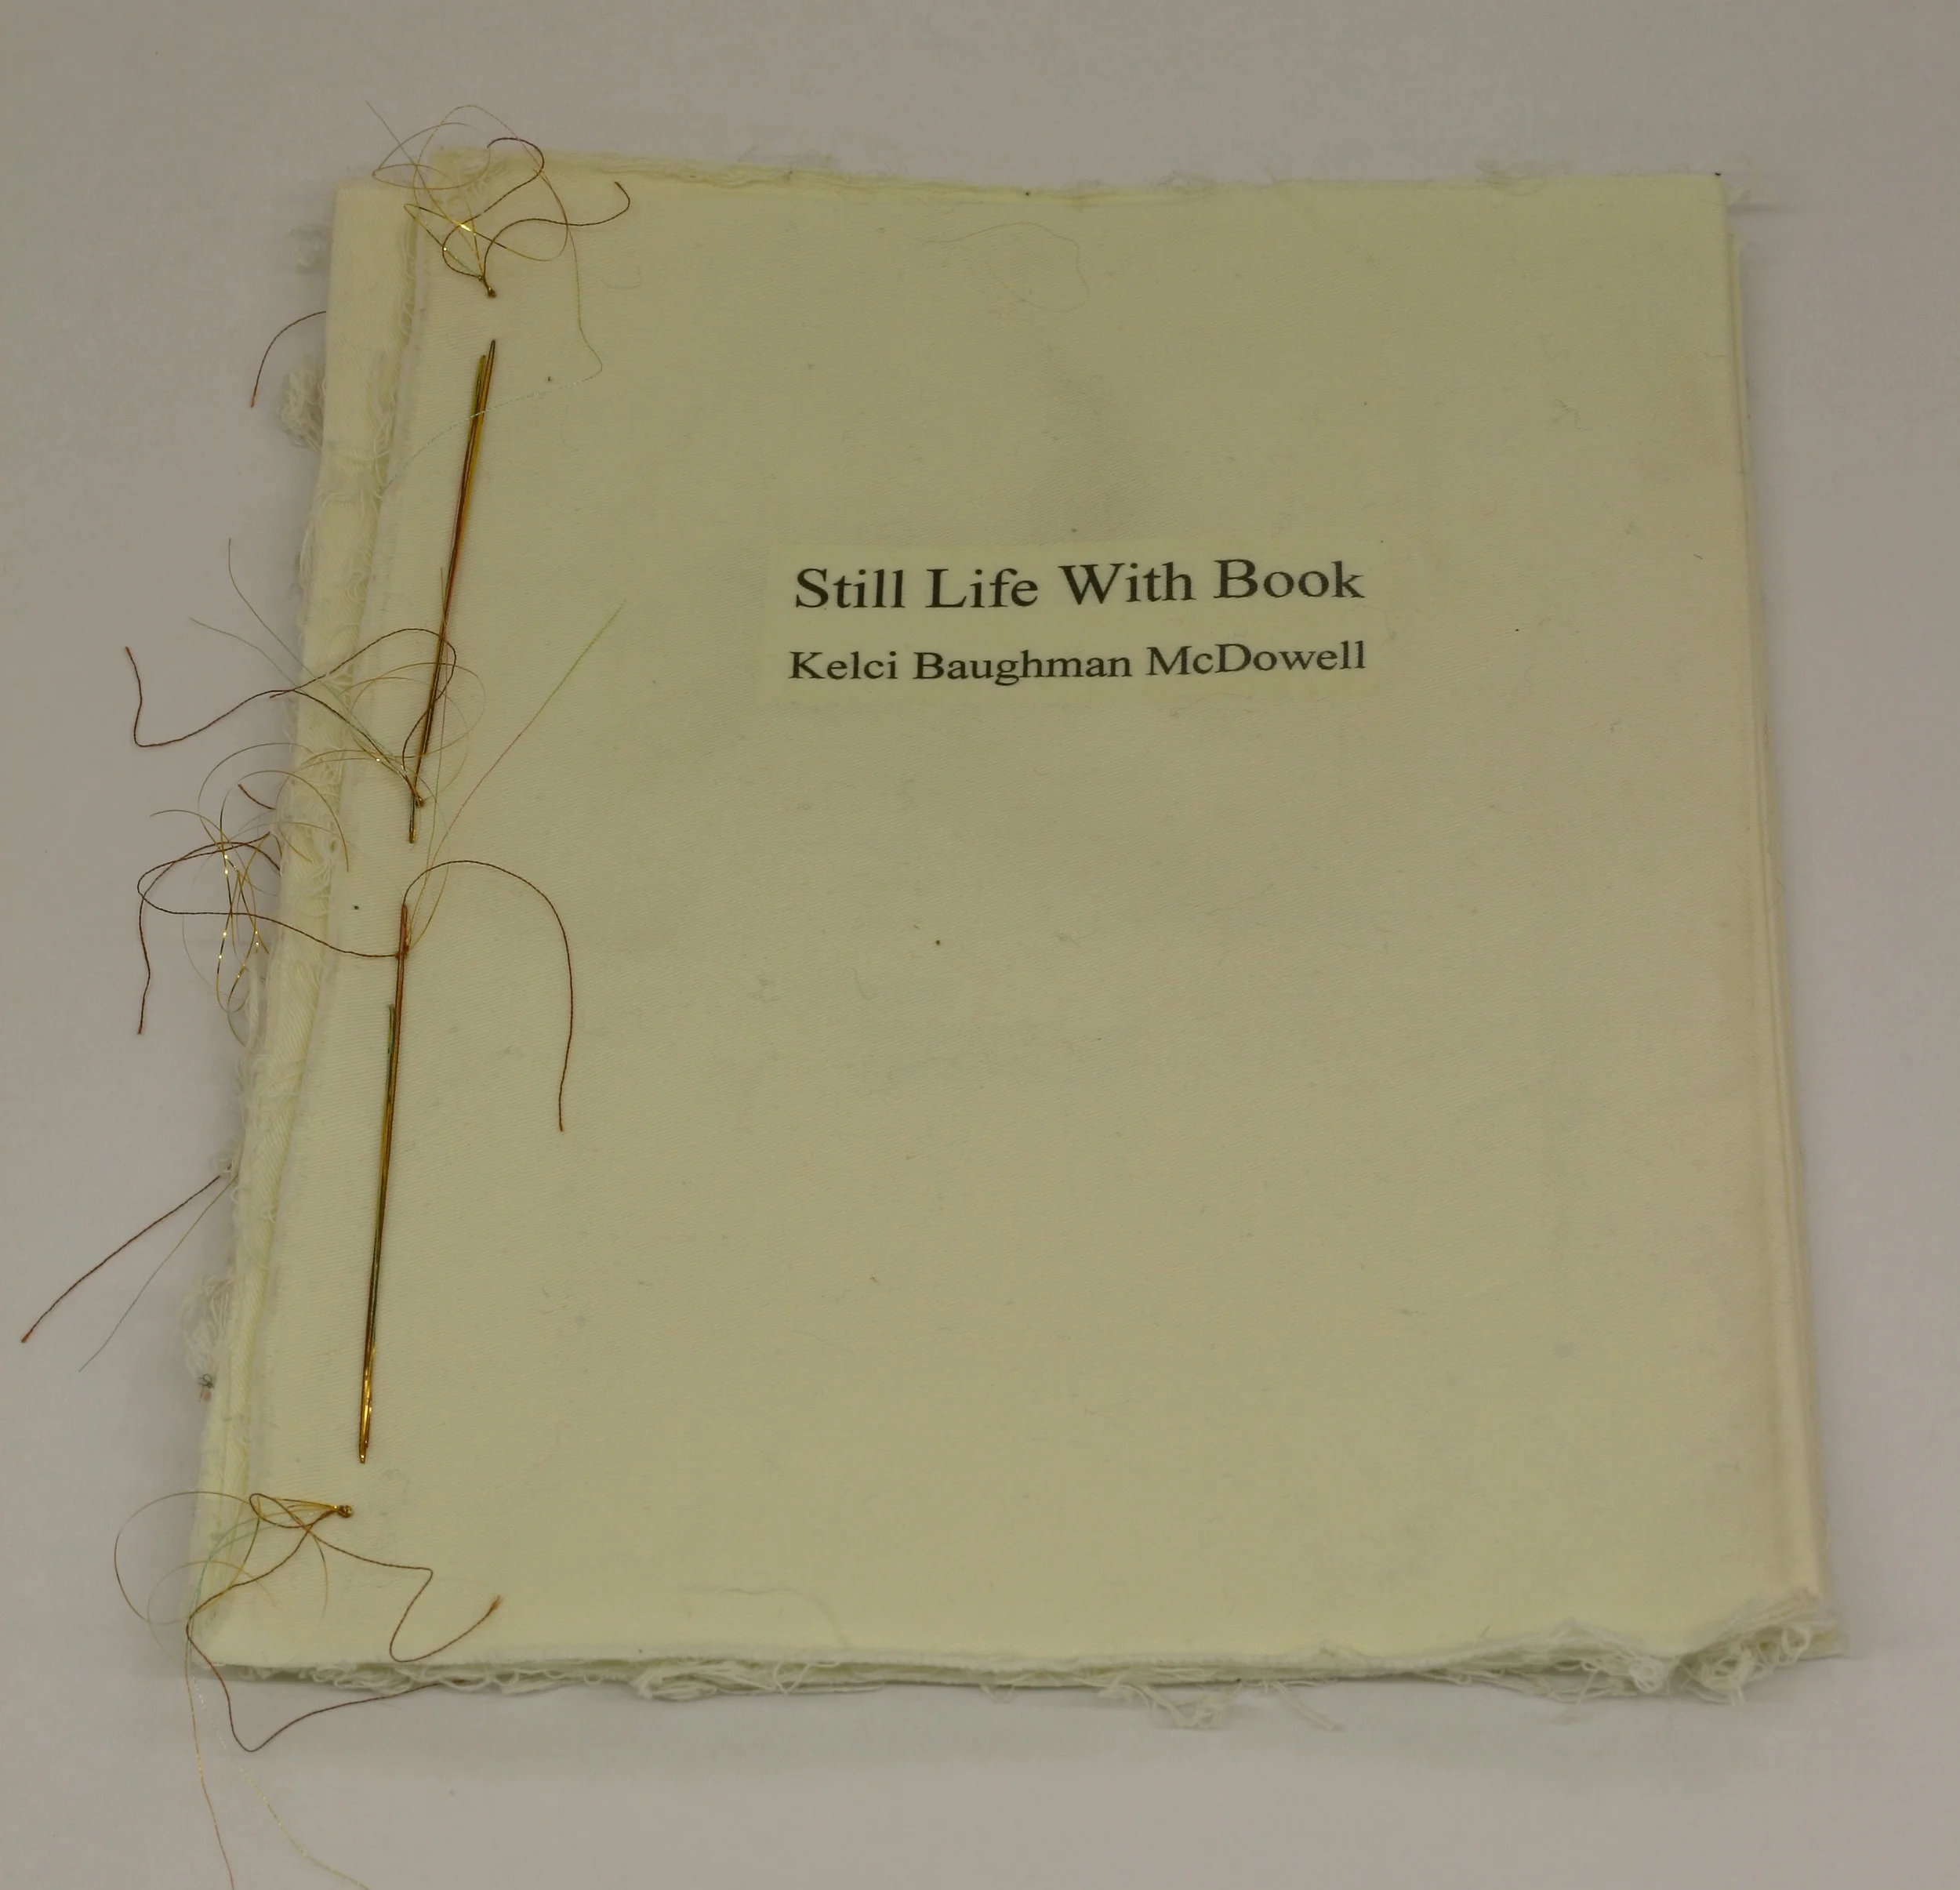 Still Life With Book
Kelci Baughman McDowell